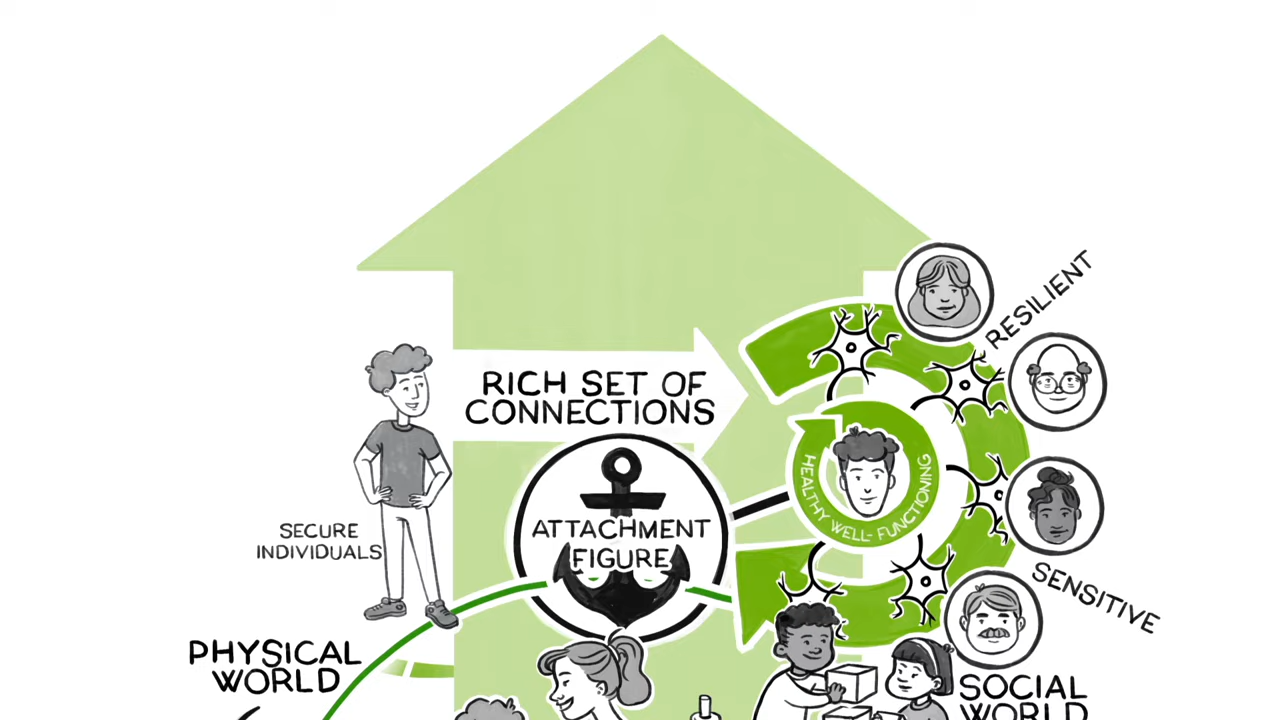 RESILIENT
RICH SET OF
CONNECTIONS
HEALTHY WELL-FUNCTIONING
ATTACHMENT
FIGURE
SECURE
INDIVIDUALS
SENSITIVE
PHYSICAL
WORLD
SOCIAL
WORLD